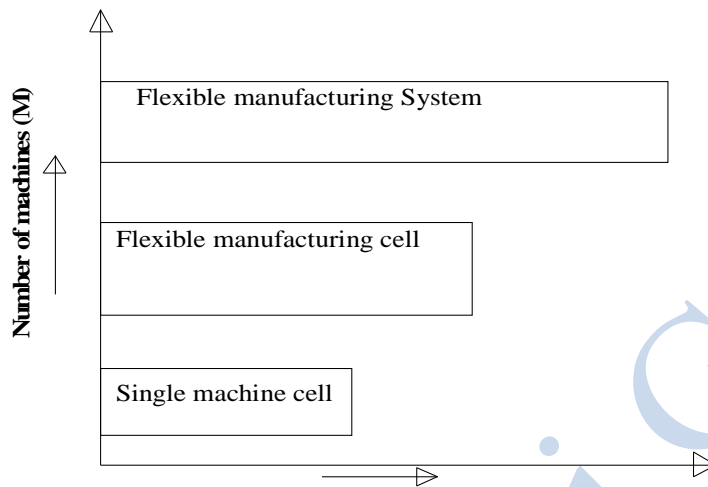 Number of machines (M)
Flexible manufacturing System
Flexible manufacturing cell
Single machine cell